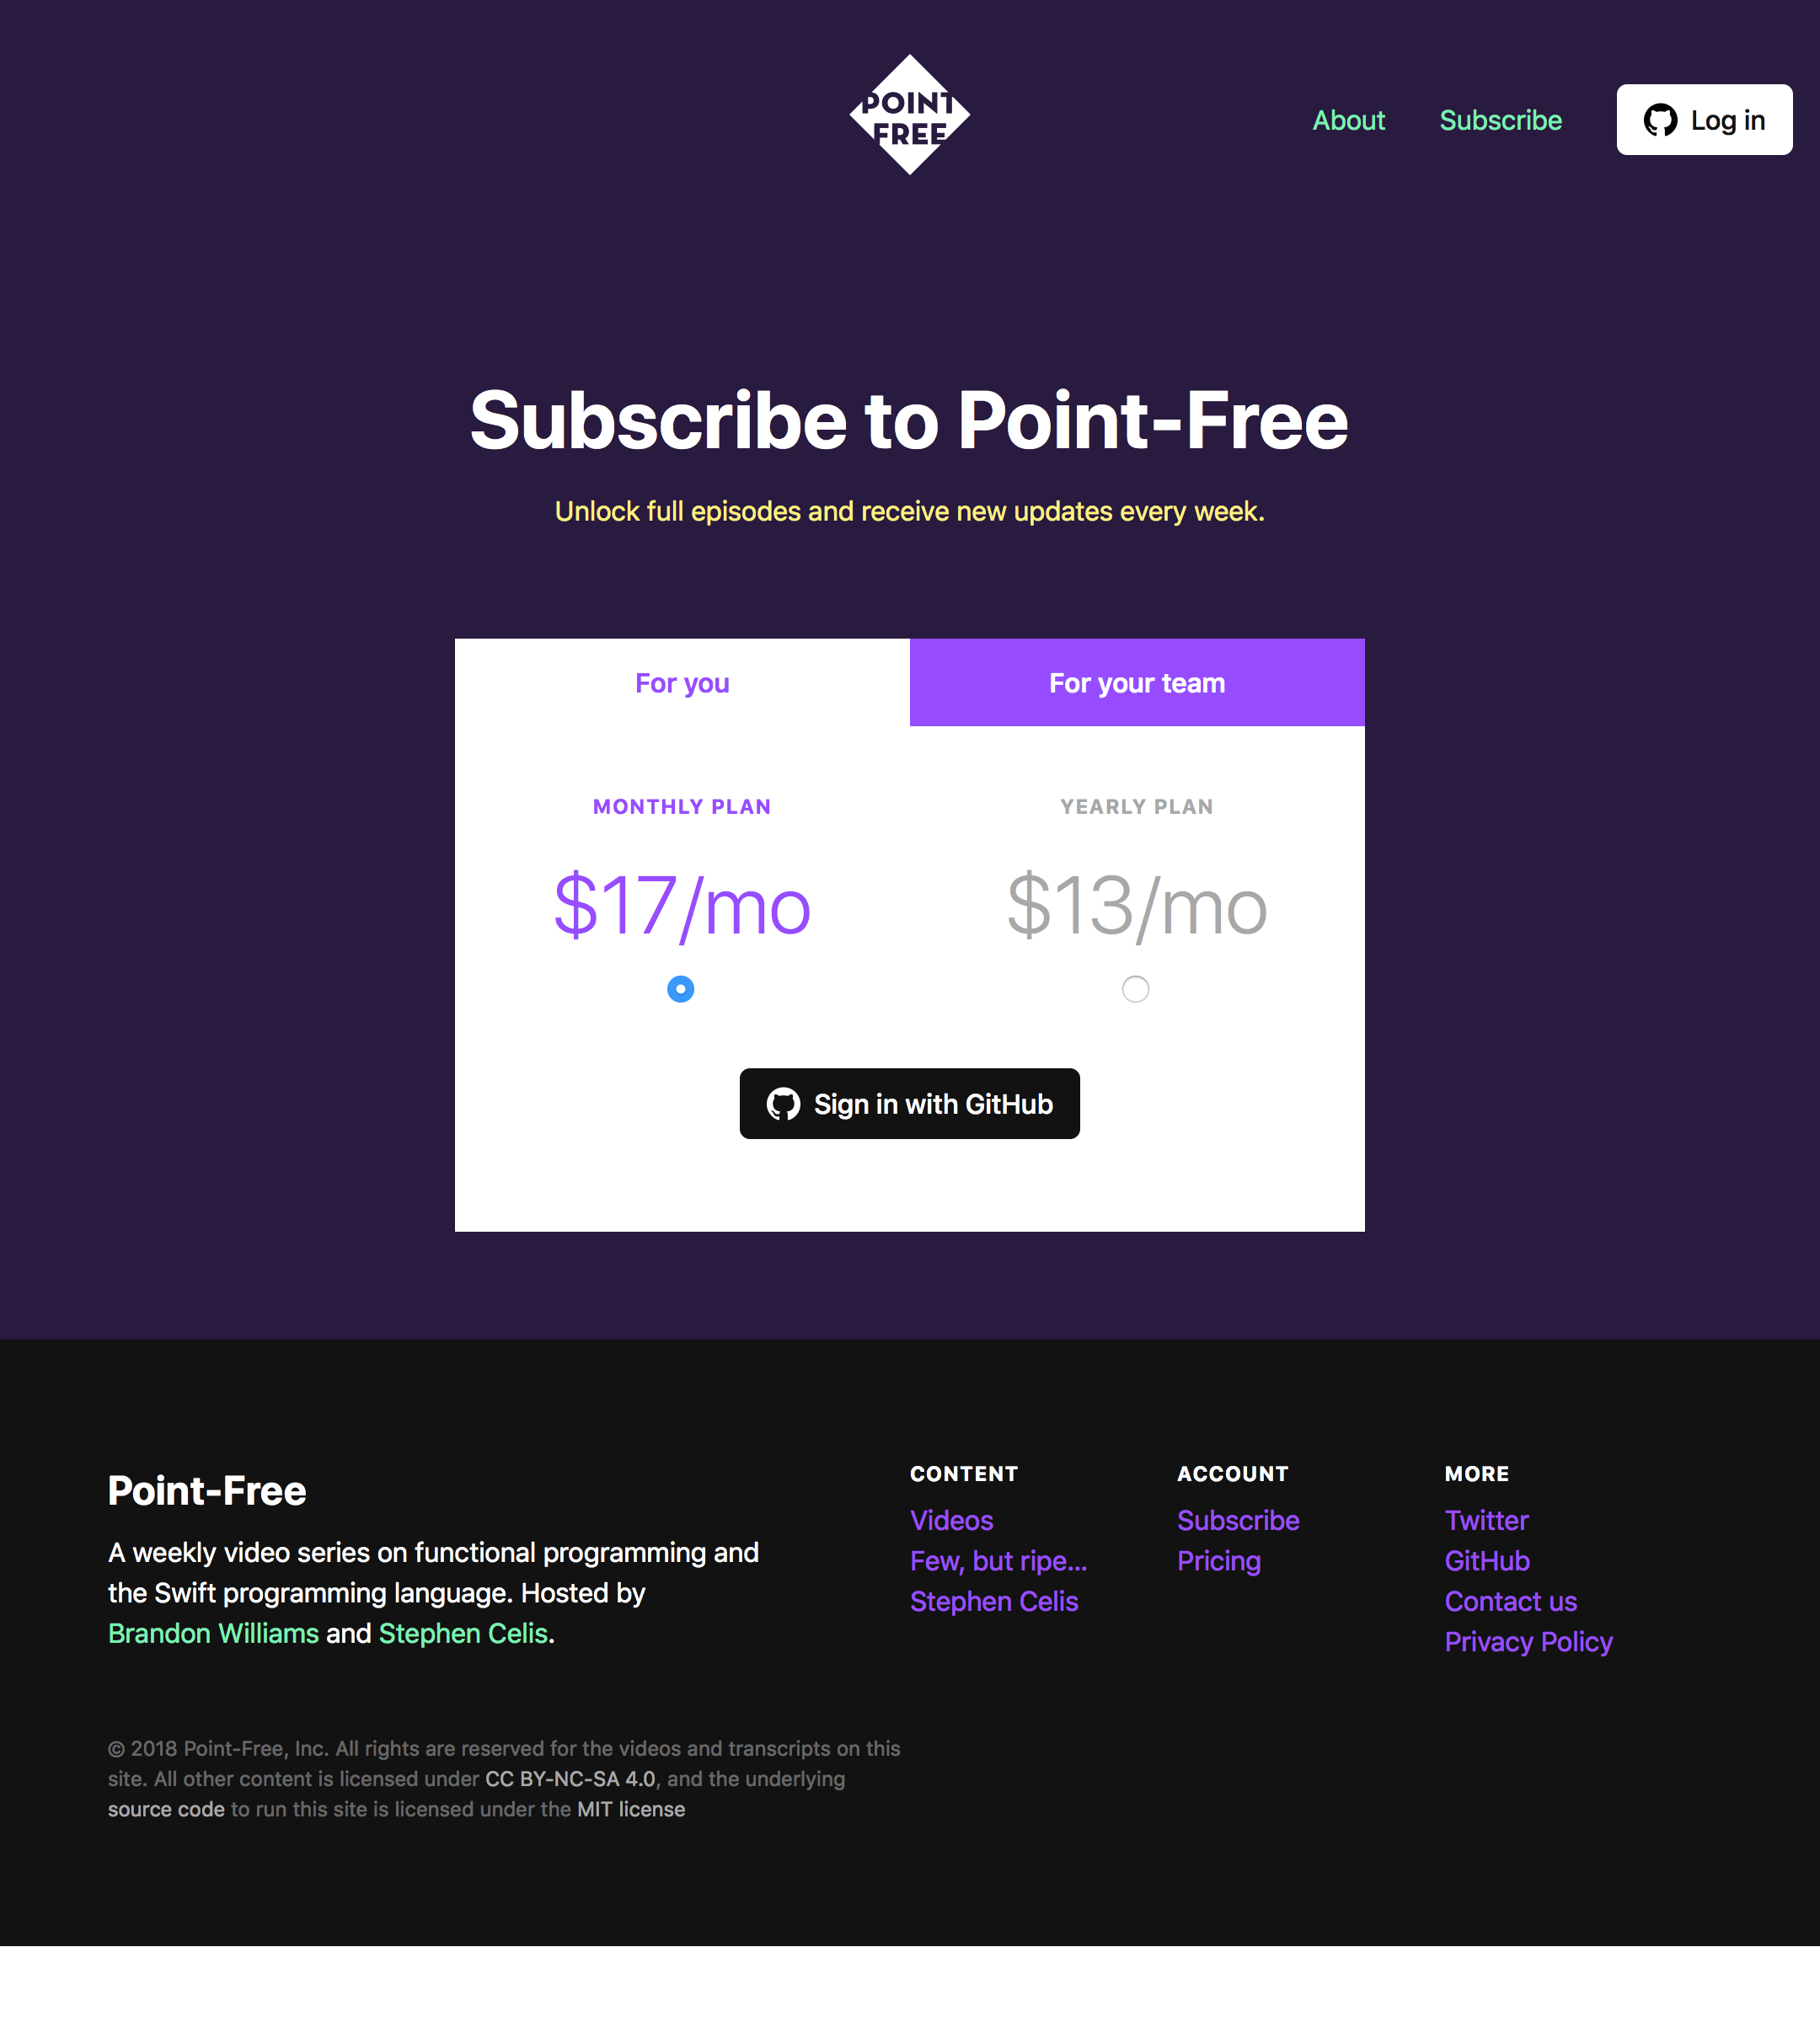 POINT
FREE
About
Subscribe
Log in
Subscribe to Point-Free
Unlock full episodes and receive new updates every week.
For you
For your team
MONTHLY PLAN
YEARLY PLAN
$17/mo
$13/mo
Sign in with GitHub
Point-Free
A weekly video series on functional programming and
the Swift programming language. Hosted by
Brandon Williams and Stephen Celis.
CONTENT
Videos
Few, but ripe...
Stephen Celis
ACCOUNT
Subscribe
Pricing
MORE
Twitter
GitHub
Contact us
Privacy Policy
© 2018 Point-Free, Inc. All rights are reserved for the videos and transcripts on this
site. All other content is licensed under CC BY-NC-SA 4.0, and the underlying
source code to run this site is licensed under the MIT license